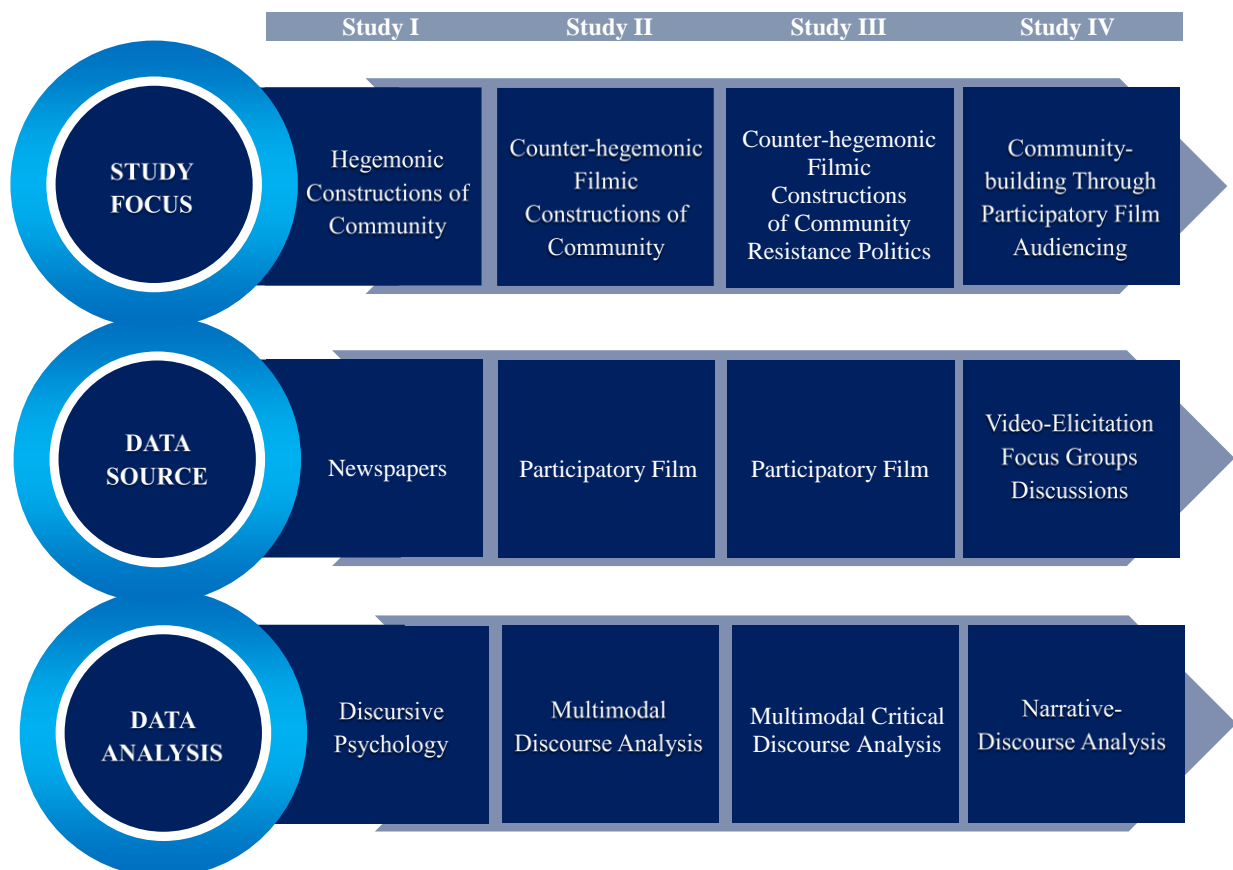 Study I
Study II
Study III
Study IV
STUDY
FOCUS
Hegemonic
Constructions of
Community
Counter-hegemonic
Filmic
Constructions of
Community
Counter-hegemonic
Filmic
Constructions
of Community
Resistance Politics
Community-
building Through
Participatory Film
Audiencing
DATA
SOURCE
Newspapers
Participatory Film
Participatory Film
Video-Elicitation
Focus Groups
Discussions
DATA
ANALYSIS
Discursive
Psychology
Multimodal
Discourse Analysis
Multimodal Critical
Discourse Analysis
Narrative-
Discourse Analysis